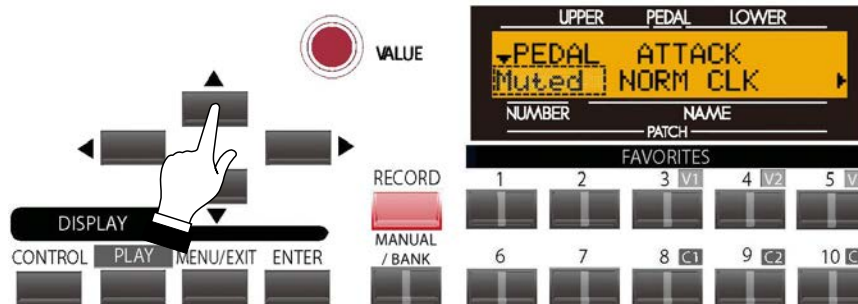 VALUE
UPPER PEDAL LOWER
PEDAL ATTACK
Muted NORM CLK
NUMBER NAME
PATCH
FAVORITES
1 2 3 V1 4 V2 5
6 7 8 C1 9 C2 10
RECORD
MANUAL
/ BANK
DISPLAY
CONTROL PLAY MENU/EXIT ENTER